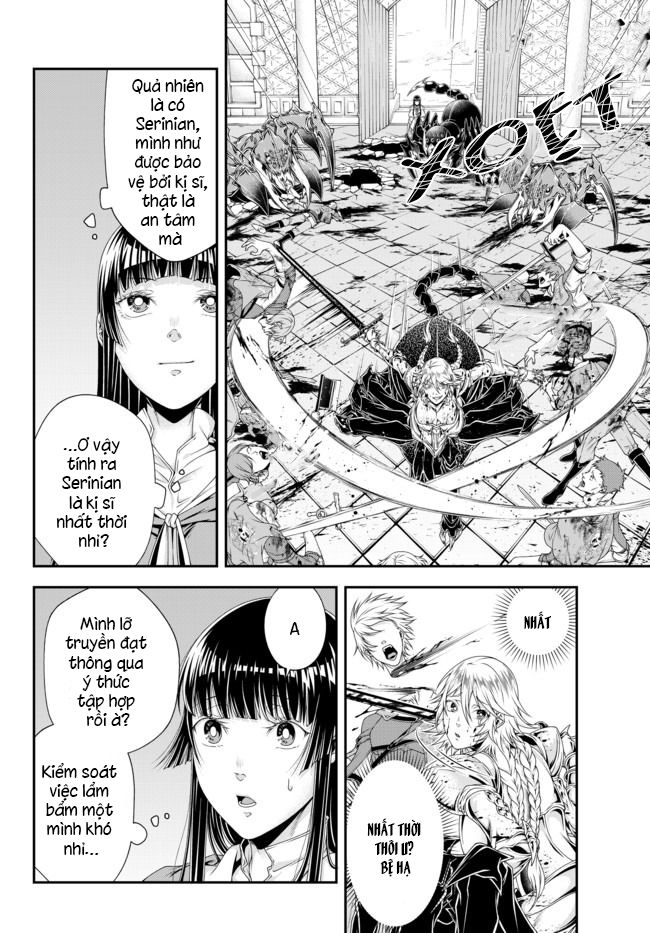 XOẸT
Quả nhiên
là có
Serinian,
mình như
được bảo
vệ bởi kị sĩ,
thật là
an tâm
mà
...Ơ vậy
tính ra
Serinian
là kị sĩ
nhất thời
nhỉ?
NHẤT
NHẤT THỜI
THÔI Ư?
BỆ HẠ
A
Mình lỡ
truyền đạt
thông qua
ý thức
tập hợp
rồi à?
Kiểm soát
việc lẩm
bẩm một
mình khó
nhỉ...